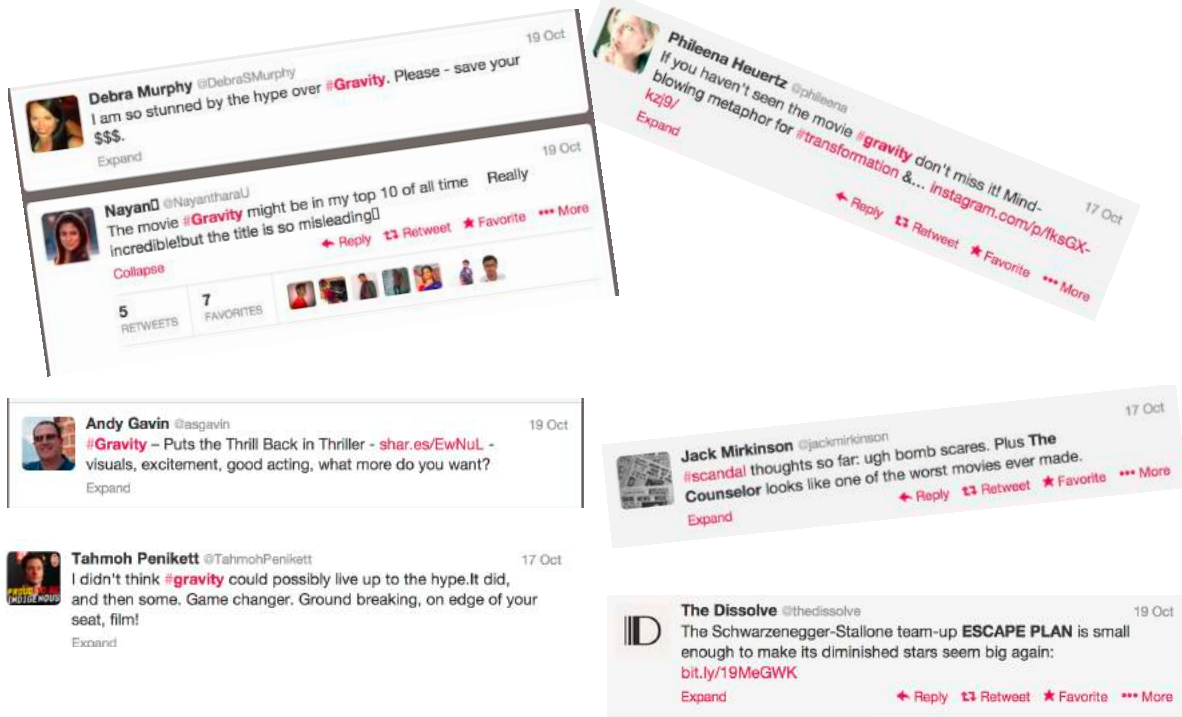 Debra Murphy @DebraSMurphy 19 Oct
I am so stunned by the hype over #Gravity. Please - save your
$$$.
Expand
Nayan▯ @NayantharaU 19 Oct
The movie #Gravity might be in my top 10 of all time Really
incredible!but the title is so misleading▯
Reply Retweet Favorite More
Collapse
5 RETWEETS 7 FAVORITES
Phileena Heuertz @phileena 17 Oct
If you haven't seen the movie #gravity don't miss it! Mind-
blowing metaphor for #transformation &... instagram.com/p/fksGX-
kzj9/
Expand Reply Retweet Favorite More
Andy Gavin @asgavin 19 Oct
#Gravity – Puts the Thrill Back in Thriller - shar.es/EwNuL -
visuals, excitement, good acting, what more do you want?
Expand
Jack Mirkinson @jackmirkinson 17 Oct
#scandal thoughts so far: ugh bomb scares. Plus The
Counselor looks like one of the worst movies ever made.
Expand Reply Retweet Favorite More
Tahmoh Penikett @TahmohPenikett 17 Oct
I didn't think #gravity could possibly live up to the hype.It did,
and then some. Game changer. Ground breaking, on edge of your
seat, film!
Expand
PROUD TO BE
INDIGENOUS
D
The Dissolve @thedissolve 19 Oct
The Schwarzenegger-Stallone team-up ESCAPE PLAN is small
enough to make its diminished stars seem big again:
bit.ly/19MeGWK
Expand Reply Retweet Favorite More